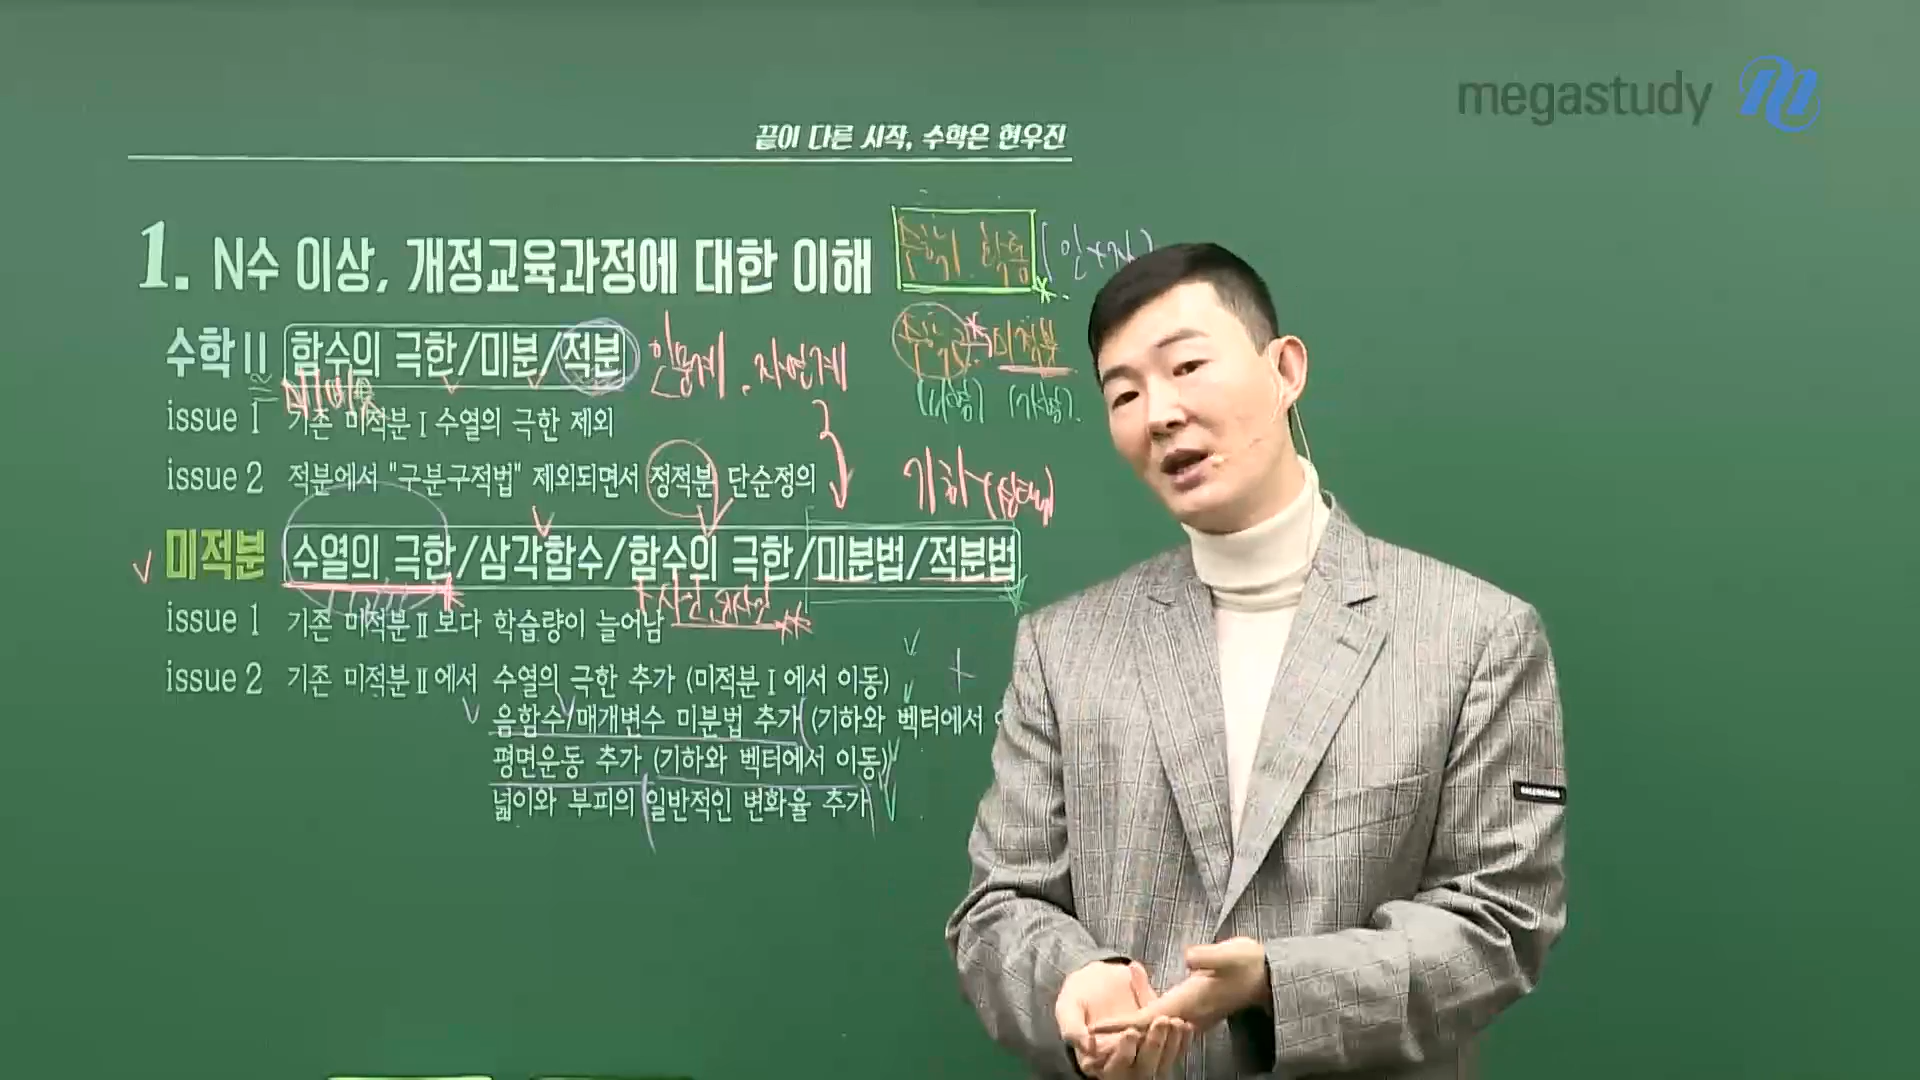 megastudy
끝이 다른 시작, 수학은 현우진
1. N수 이상, 개정교육과정에 대한 이해
수학 II 함수의 극한/미분/적분 인문계 . 자연계
issue 1 기존 미적분 I 수열의 극한 제외
issue 2 적분에서 "구분구적법" 제외되면서 정적분 단순정의
기하
미적분 수열의 극한/삼각함수/함수의 극한/미분법/적분법
issue 1 기존 미적분 II 보다 학습량이 늘어남
issue 2 기존 미적분 II 에서 수열의 극한 추가 (미적분 I 에서 이동)
음함수/매개변수 미분법 추가 (기하와 벡터에서
평면운동 추가 (기하와 벡터에서 이동)
넓이와 부피의 일반적인 변화율 추가